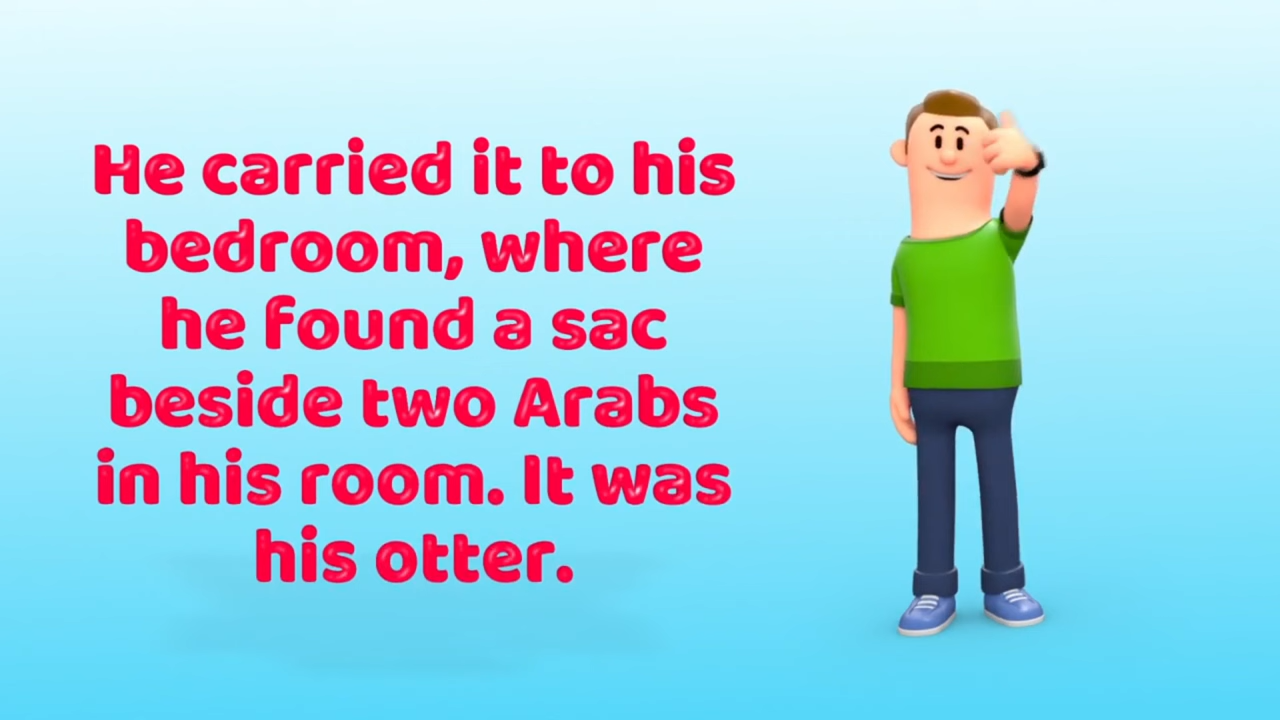 He carried it to his
bedroom, where
he found a sac
beside two Arabs
in his room. It was
his otter.